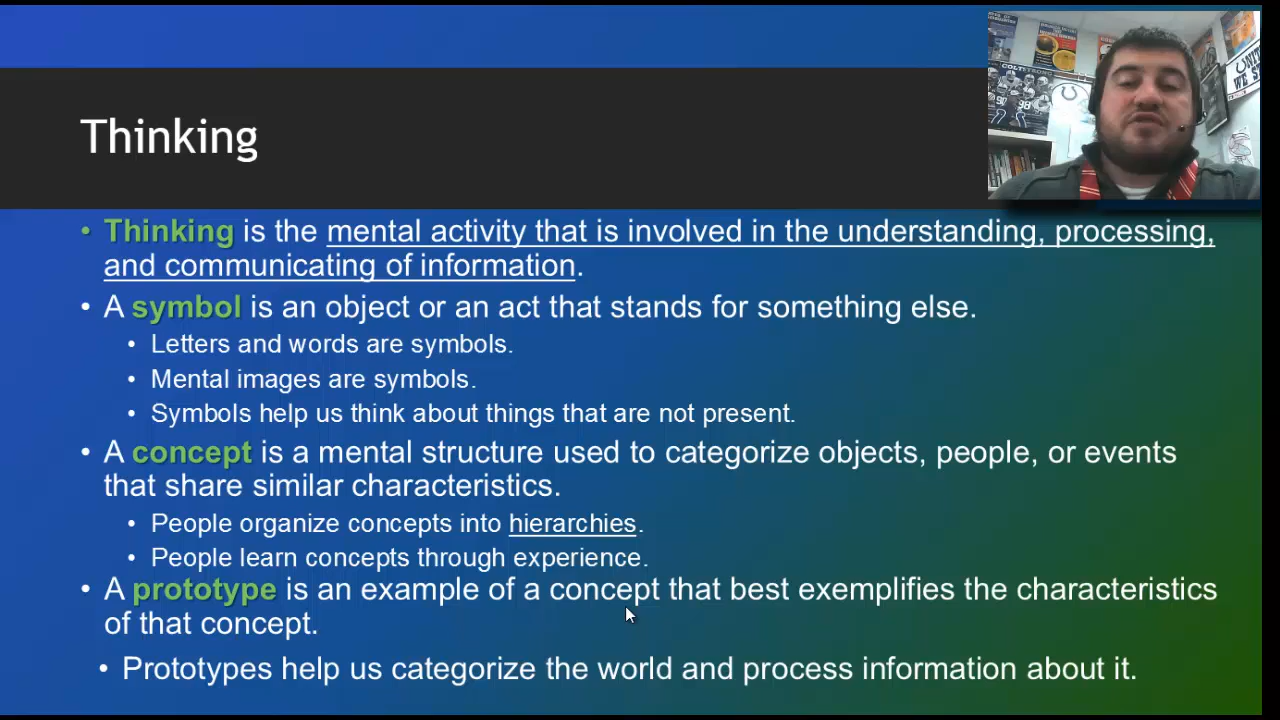 Thinking
COLTSTRONG
UNIT
WE S
• Thinking is the mental activity that is involved in the understanding, processing,
and communicating of information.
• A symbol is an object or an act that stands for something else.
• Letters and words are symbols.
• Mental images are symbols.
• Symbols help us think about things that are not present.
• A concept is a mental structure used to categorize objects, people, or events
that share similar characteristics.
• People organize concepts into hierarchies.
• People learn concepts through experience.
• A prototype is an example of a concept that best exemplifies the characteristics
of that concept.
• Prototypes help us categorize the world and process information about it.